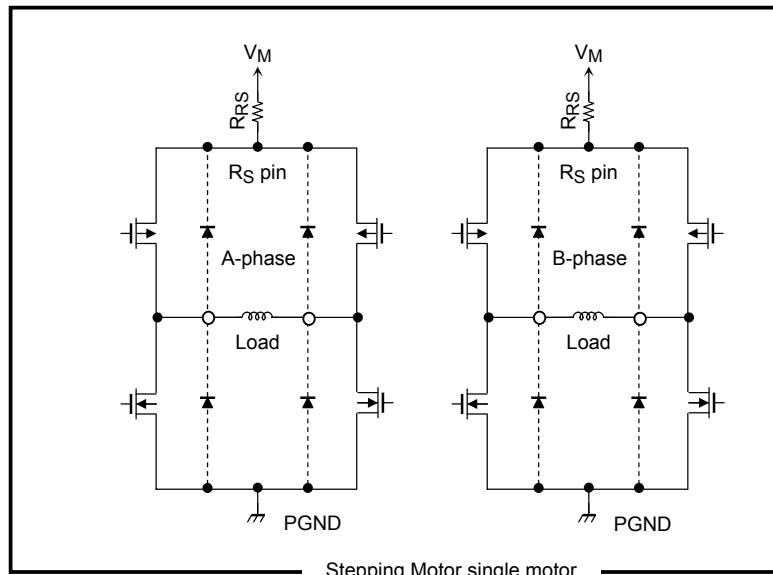 VM
VM
RRS
RRS
RS pin
RS pin
A-phase
B-phase
Load
Load
PGND
PGND
Stepping Motor single motor